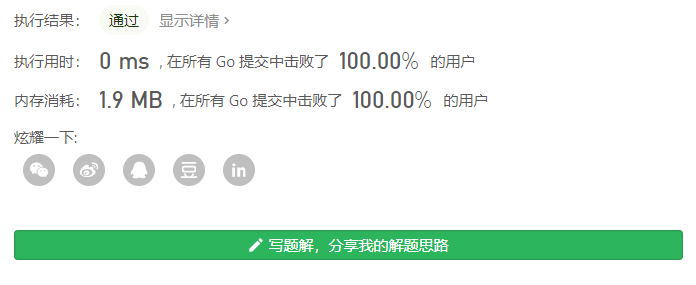 执行结果： 通过 显示详情 ›
执行用时： 0 ms , 在所有 Go 提交中击败了 100.00% 的用户
内存消耗： 1.9 MB , 在所有 Go 提交中击败了 100.00% 的用户
炫耀一下:
豆 in
写题解，分享我的解题思路